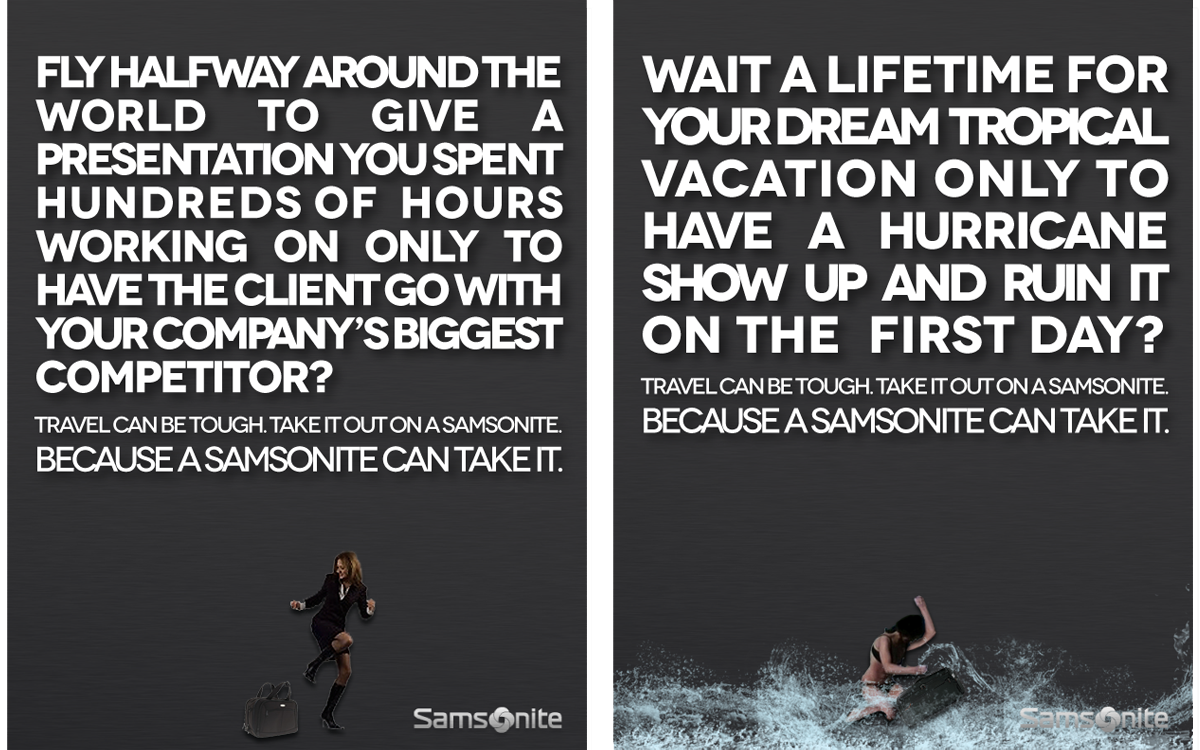 FLY HALFWAY AROUND THE
WORLD TO GIVE A
PRESENTATION YOU SPENT
HUNDREDS OF HOURS
WORKING ON ONLY TO
HAVE THE CLIENT GO WITH
YOUR COMPANY'S BIGGEST
COMPETITOR?
TRAVEL CAN BE TOUGH. TAKE IT OUT ON A SAMSONITE.
BECAUSE A SAMSONITE CAN TAKE IT.
Samsonite
WAIT A LIFETIME FOR
YOUR DREAM TROPICAL
VACATION ONLY TO
HAVE A HURRICANE
SHOW UP AND RUIN IT
ON THE FIRST DAY?
TRAVEL CAN BE TOUGH. TAKE IT OUT ON A SAMSONITE.
BECAUSE A SAMSONITE CAN TAKE IT.
Samsonite